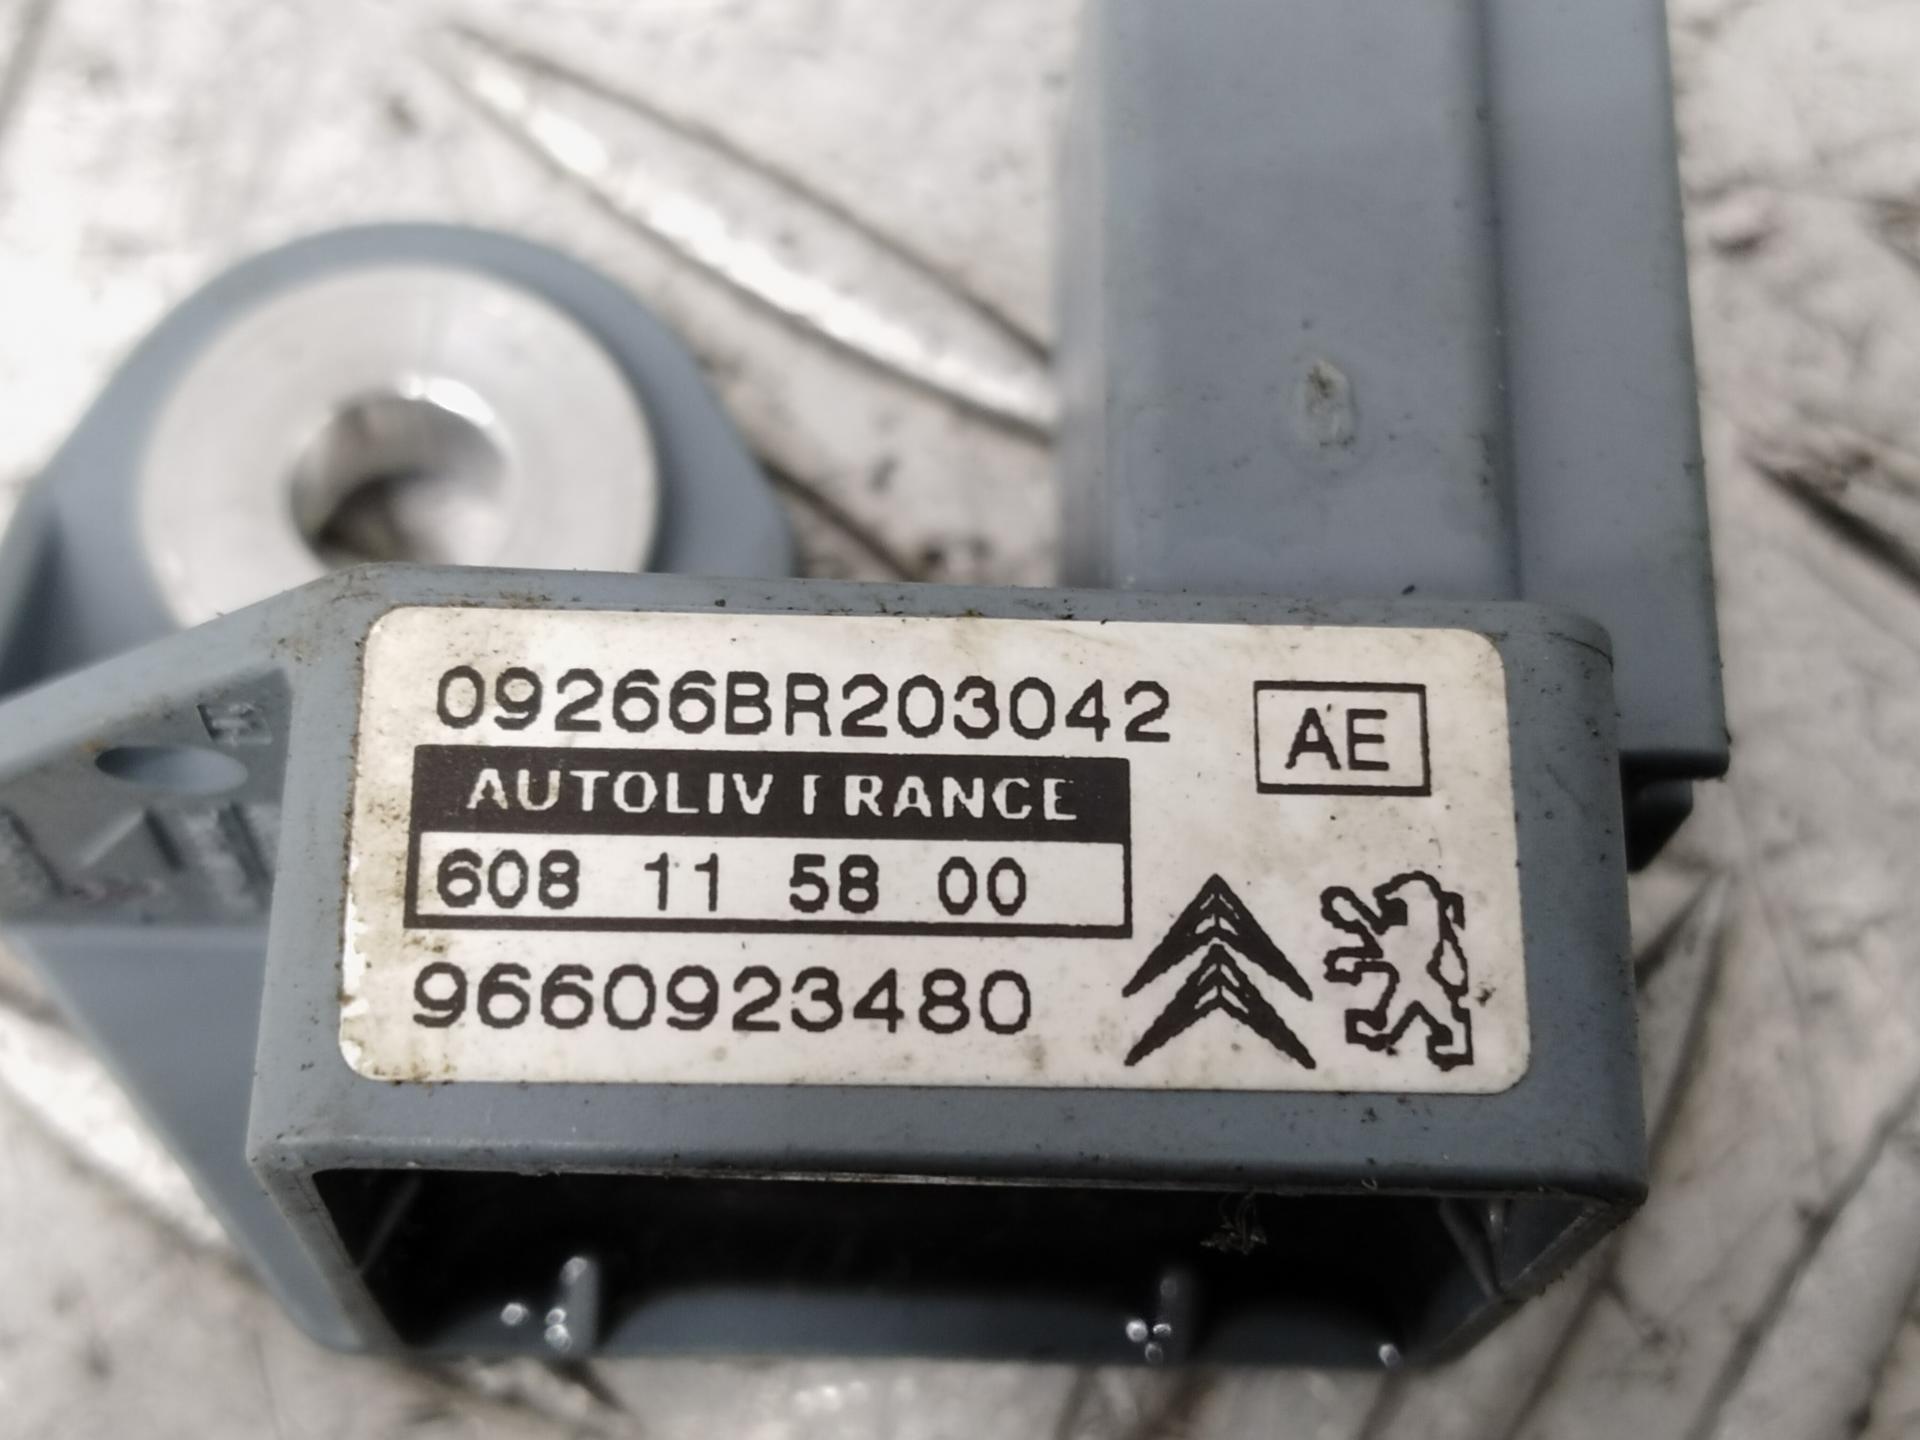 09266BR203042
AE
AUTOLIV FRANCE
608 11 58 00
9660923480